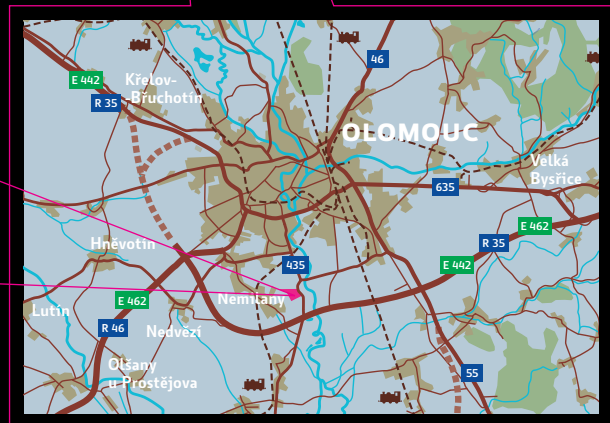 46
E 442
Křelov-
-Břuchotín
R 35
OLOMOUC
Velká
Bysřice
635
E 462
R 35
Hněvotín
435
E 442
Nemilany
E 462
Lutín
R 46
Nedvězí
Olšany
u Prostějova
55